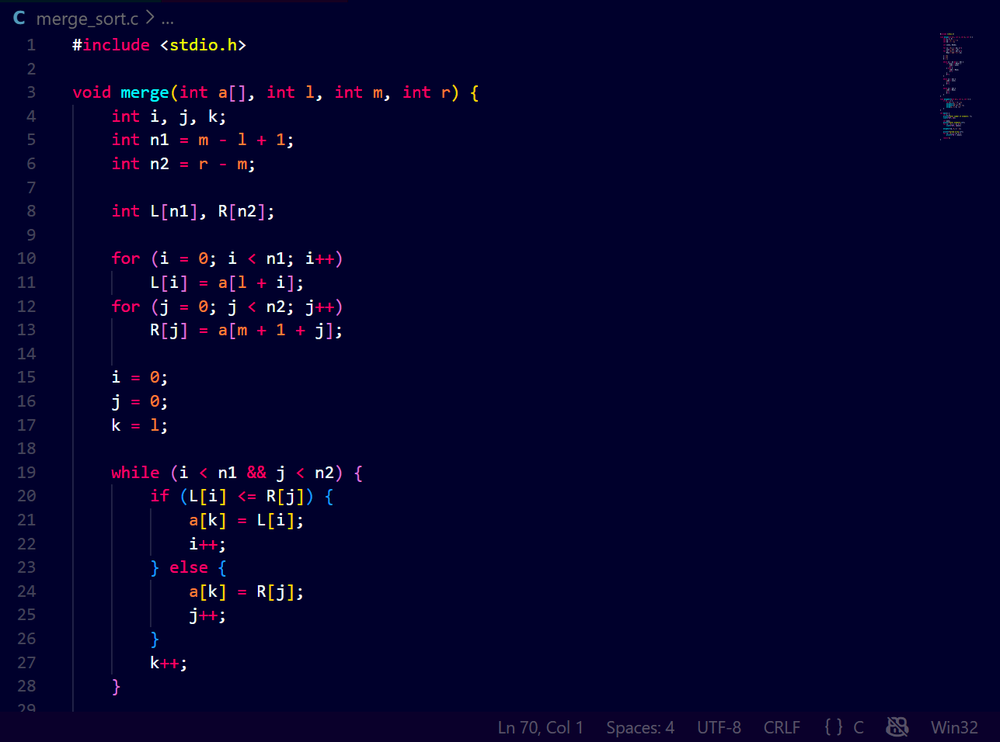 C merge_sort.c > ...
1 #include <stdio.h>
2
3 void merge(int a[], int l, int m, int r) {
4     int i, j, k;
5     int n1 = m - l + 1;
6     int n2 = r - m;
7
8     int L[n1], R[n2];
9
10     for (i = 0; i < n1; i++)
11         L[i] = a[l + i];
12     for (j = 0; j < n2; j++)
13         R[j] = a[m + 1 + j];
14
15     i = 0;
16     j = 0;
17     k = l;
18
19     while (i < n1 && j < n2) {
20         if (L[i] <= R[j]) {
21             a[k] = L[i];
22             i++;
23         } else {
24             a[k] = R[j];
25             j++;
26         }
27         k++;
28     }
29
Ln 70, Col 1 Spaces: 4 UTF-8 CRLF {} C Win32